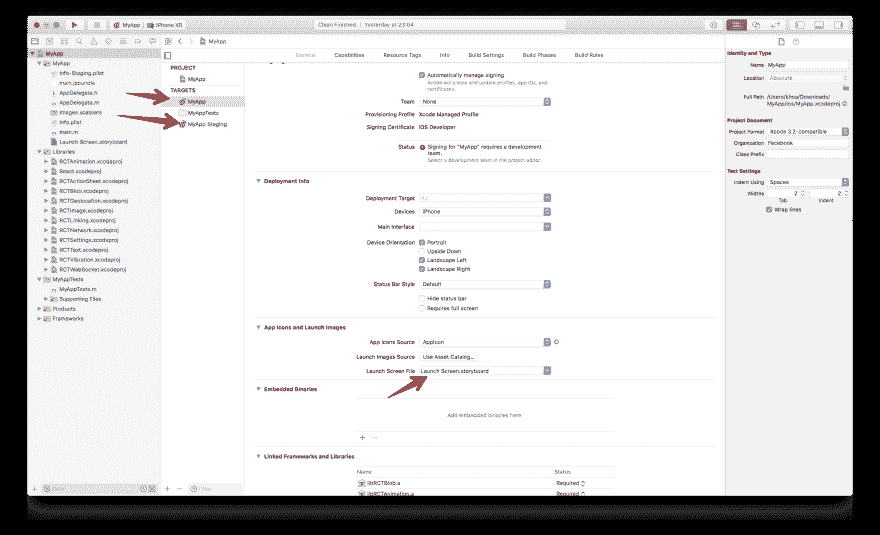 MyApp
iPhone XR
Clean Finished
Yesterday at 23:04
MyApp
MyApp
MyApp
info-Staging.plist
main.jsbundle
AppDelegate.h
AppDelegate.m
Images.xcassets
Info.plist
main.m
Launch Screen.storyboard
Libraries
RCTAnimation.xcodeproj
React.xcodeproj
RCTActionSheet.xcodeproj
RCTBlob.xcodeproj
RCTGeolocation.xcodeproj
RCTImage.xcodeproj
RCTLinking.xcodeproj
RCTNetwork.xcodeproj
RCTSettings.xcodeproj
RCTText.xcodeproj
RCTVibration.xcodeproj
RCTWebSocket.xcodeproj
MyAppTests
MyAppTests.m
Supporting Files
Products
Frameworks
PROJECT
MyApp
TARGETS
MyApp
MyAppTests
MyApp Staging
General
Capabilities
Resource Tags
Info
Build Settings
Build Phases
Build Rules
Automatically manage signing
Xcode will create and update profiles, app IDs, and
certificates.
Team None
Provisioning Profile Xcode Managed Profile
Signing Certificate iOS Developer
Status Signing for "MyApp" requires a development
team.
Select a development team in the project editor.
Deployment Info
Deployment Target
Devices iPhone
Main Interface
Device Orientation Portrait
Upside Down
Landscape Left
Landscape Right
Status Bar Style Default
Hide status bar
Requires full screen
App Icons and Launch Images
App Icons Source AppIcon
Launch Images Source Use Asset Catalog...
Launch Screen File Launch Screen.storyboard
Embedded Binaries
Add embedded binaries here
Linked Frameworks and Libraries
Name Status
libRCTBlob.a Required
libRCTAnimation.a Required
Identity and Type
Name MyApp
Location Absolute
Full Path /Users/khoa/Downloads/
MyApp/ios/MyApp.xcodeproj
Project Document
Project Format Xcode 3.2-compatible
Organization Facebook
Class Prefix
Text Settings
Indent Using Spaces
Widths 2 2
Tab Indent
Wrap lines